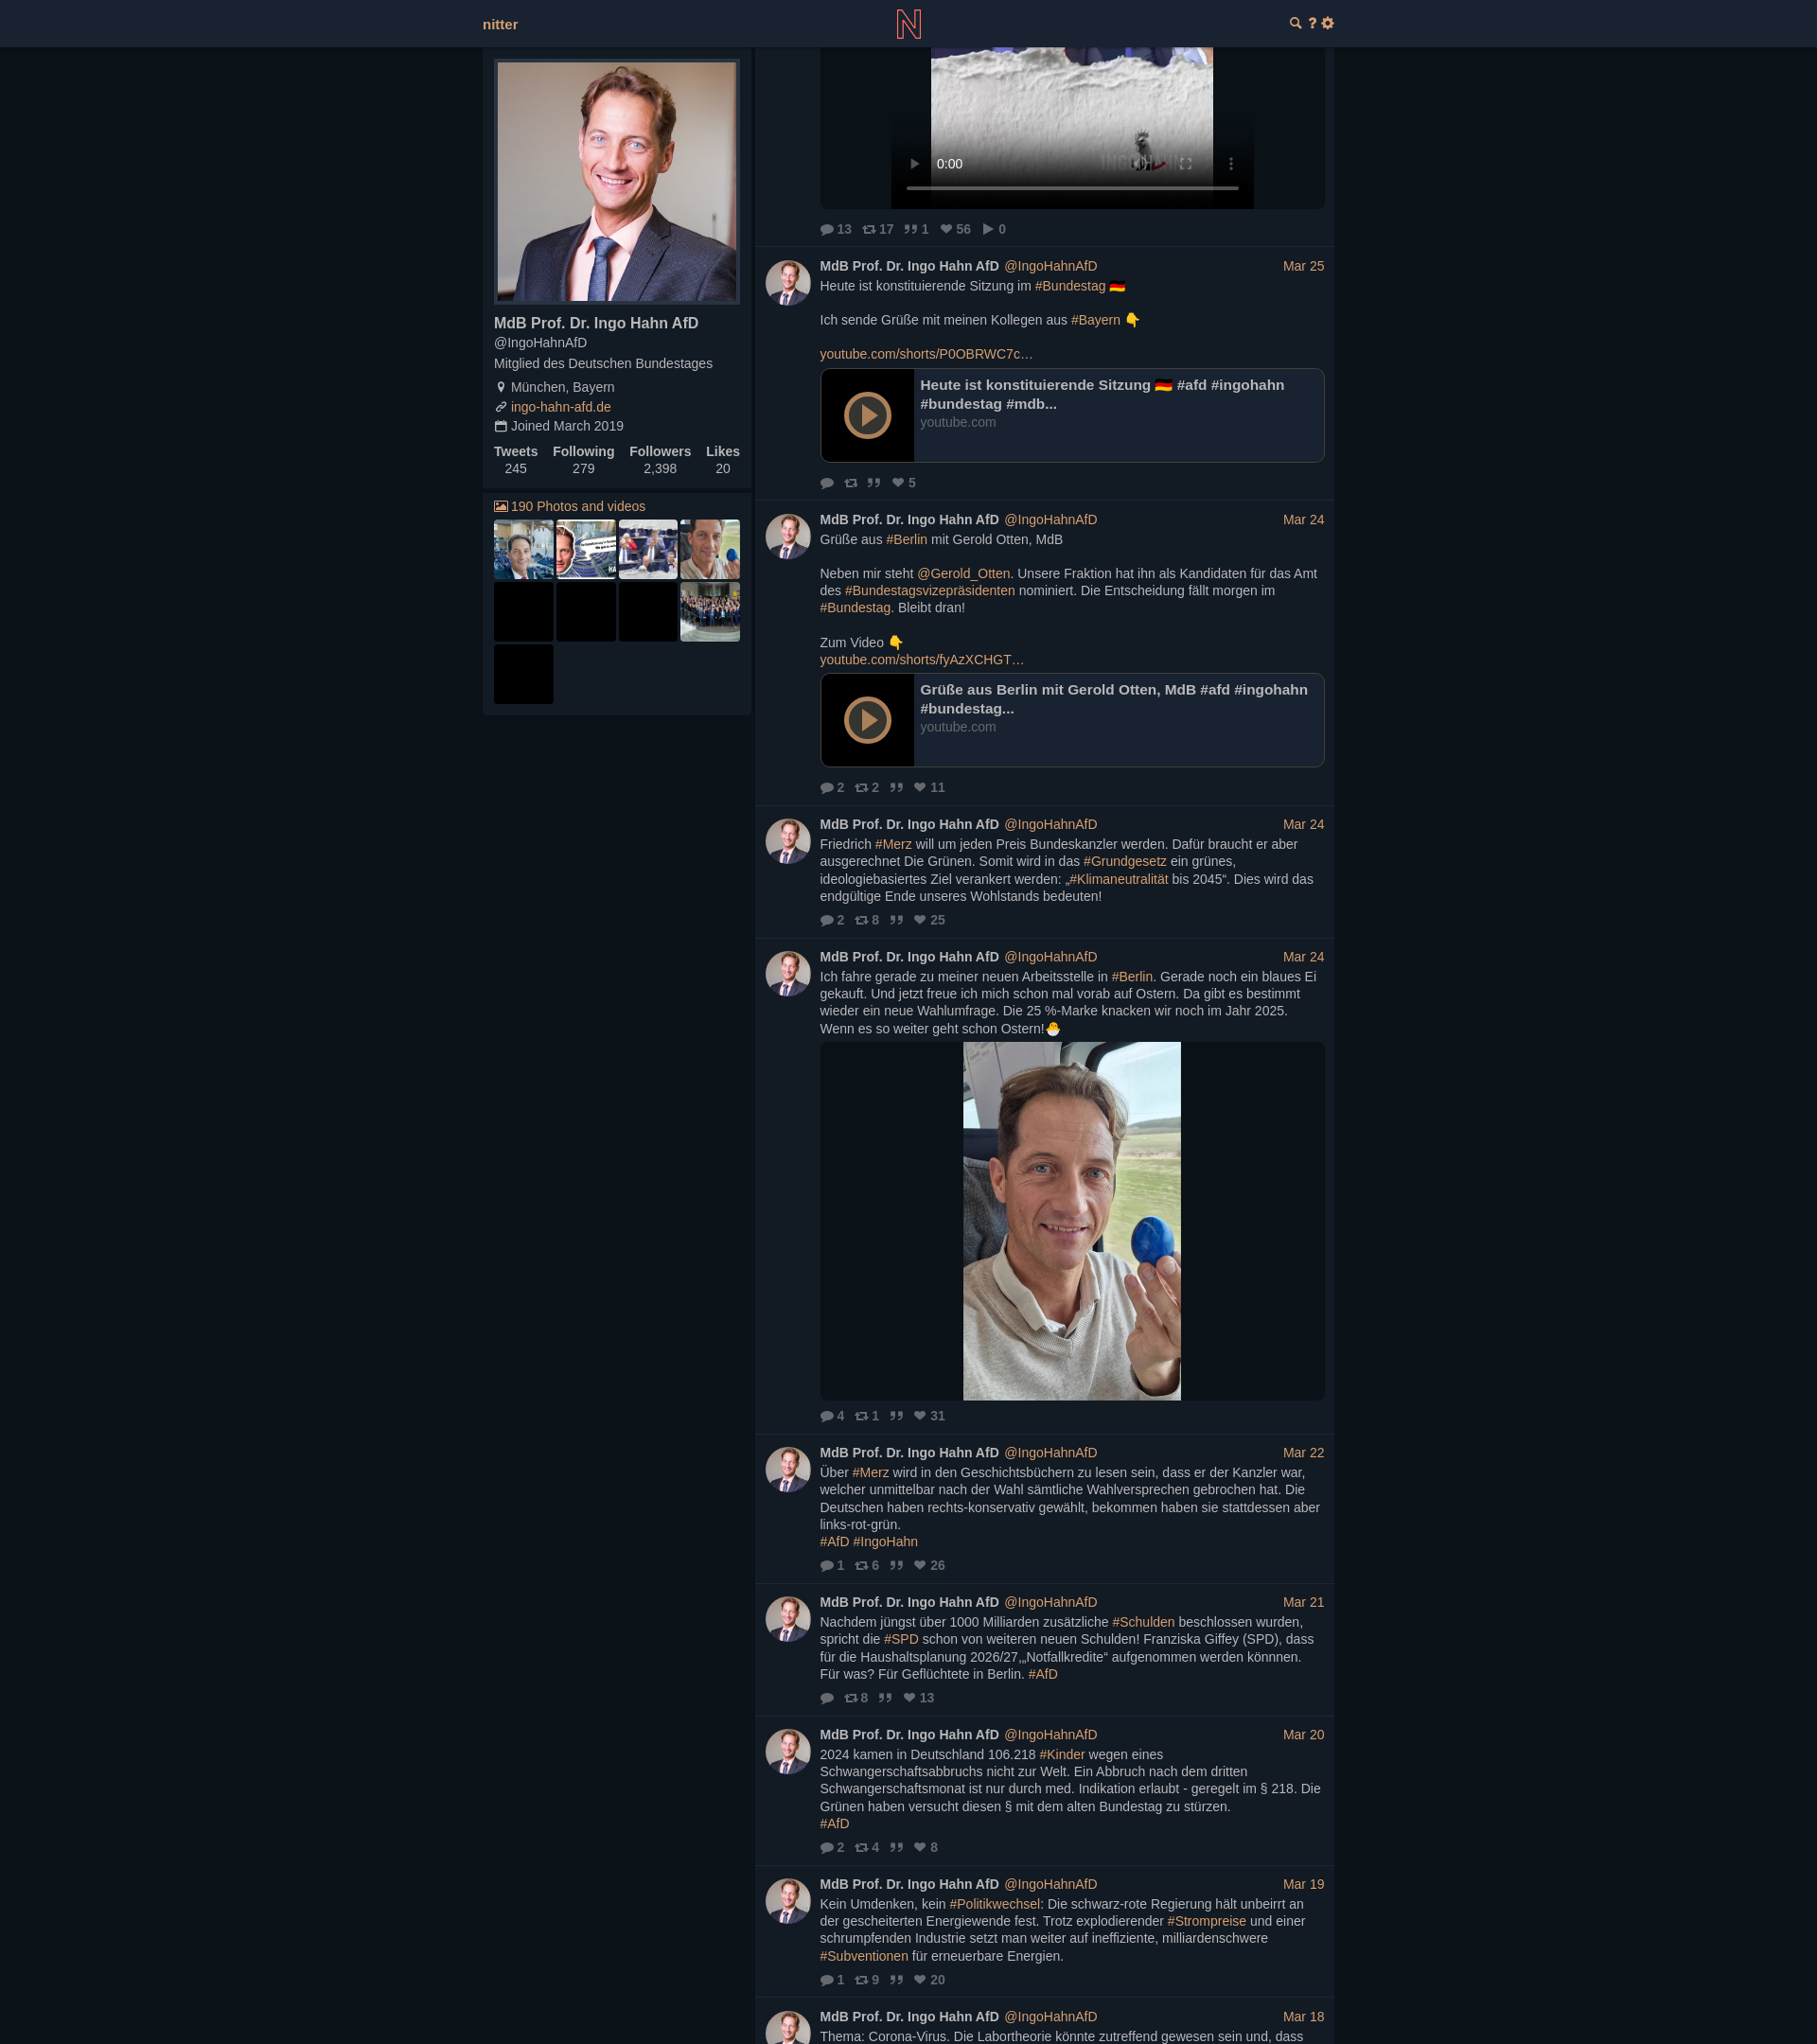 nitter
MdB Prof. Dr. Ingo Hahn AfD
@IngoHahnAfD
Mitglied des Deutschen Bundestages
München, Bayern
ingo-hahn-afd.de
Joined March 2019
Tweets Following Followers Likes
245 279 2,398 20
190 Photos and videos
0:00
13 17 1 56 0
MdB Prof. Dr. Ingo Hahn AfD @IngoHahnAfD Mar 25
Heute ist konstituierende Sitzung im #Bundestag 🇩🇪
Ich sende Grüße mit meinen Kollegen aus #Bayern 👇
youtube.com/shorts/P0OBRWC7c…
Heute ist konstituierende Sitzung 🇩🇪 #afd #ingohahn
#bundestag #mdb...
youtube.com
5
MdB Prof. Dr. Ingo Hahn AfD @IngoHahnAfD Mar 24
Grüße aus #Berlin mit Gerold Otten, MdB
Neben mir steht @Gerold_Otten. Unsere Fraktion hat ihn als Kandidaten für das Amt
des #Bundestagsvizepräsidenten nominiert. Die Entscheidung fällt morgen im
#Bundestag. Bleibt dran!
Zum Video 👇
youtube.com/shorts/fyAzXCHGT…
Grüße aus Berlin mit Gerold Otten, MdB #afd #ingohahn
#bundestag...
youtube.com
2 2 11
MdB Prof. Dr. Ingo Hahn AfD @IngoHahnAfD Mar 24
Friedrich #Merz will um jeden Preis Bundeskanzler werden. Dafür braucht er aber
ausgerechnet Die Grünen. Somit wird in das #Grundgesetz ein grünes,
ideologiebasiertes Ziel verankert werden: „#Klimaneutralität bis 2045“. Dies wird das
endgültige Ende unseres Wohlstands bedeuten!
2 8 25
MdB Prof. Dr. Ingo Hahn AfD @IngoHahnAfD Mar 24
Ich fahre gerade zu meiner neuen Arbeitsstelle in #Berlin. Gerade noch ein blaues Ei
gekauft. Und jetzt freue ich mich schon mal vorab auf Ostern. Da gibt es bestimmt
wieder ein neue Wahlumfrage. Die 25 %-Marke knacken wir noch im Jahr 2025.
Wenn es so weiter geht schon Ostern!🐣
4 1 31
MdB Prof. Dr. Ingo Hahn AfD @IngoHahnAfD Mar 22
Über #Merz wird in den Geschichtsbüchern zu lesen sein, dass er der Kanzler war,
welcher unmittelbar nach der Wahl sämtliche Wahlversprechen gebrochen hat. Die
Deutschen haben rechts-konservativ gewählt, bekommen haben sie stattdessen aber
links-rot-grün.
#AfD #IngoHahn
1 6 26
MdB Prof. Dr. Ingo Hahn AfD @IngoHahnAfD Mar 21
Nachdem jüngst über 1000 Milliarden zusätzliche #Schulden beschlossen wurden,
spricht die #SPD schon von weiteren neuen Schulden! Franziska Giffey (SPD), dass
für die Haushaltsplanung 2026/27,„Notfallkredite“ aufgenommen werden könnnen.
Für was? Für Geflüchtete in Berlin. #AfD
8 13
MdB Prof. Dr. Ingo Hahn AfD @IngoHahnAfD Mar 20
2024 kamen in Deutschland 106.218 #Kinder wegen eines
Schwangerschaftsabbruchs nicht zur Welt. Ein Abbruch nach dem dritten
Schwangerschaftsmonat ist nur durch med. Indikation erlaubt - geregelt im § 218. Die
Grünen haben versucht diesen § mit dem alten Bundestag zu stürzen.
#AfD
2 4 8
MdB Prof. Dr. Ingo Hahn AfD @IngoHahnAfD Mar 19
Kein Umdenken, kein #Politikwechsel: Die schwarz-rote Regierung hält unbeirrt an
der gescheiterten Energiewende fest. Trotz explodierender #Strompreise und einer
schrumpfenden Industrie setzt man weiter auf ineffiziente, milliardenschwere
#Subventionen für erneuerbare Energien.
1 9 20
MdB Prof. Dr. Ingo Hahn AfD @IngoHahnAfD Mar 18
Thema: Corona-Virus. Die Labortheorie könnte zutreffend gewesen sein und, dass